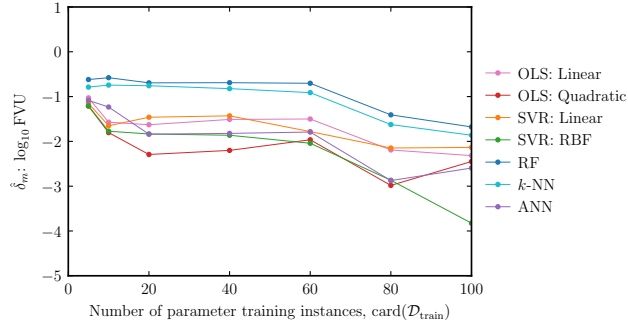 1
0
−1
−2
−3
−4
−5
0
20
40
60
80
100
δ̂ₘ: log₁₀ FVU
Number of parameter training instances, card(𝒟train)
OLS: Linear
OLS: Quadratic
SVR: Linear
SVR: RBF
RF
k-NN
ANN